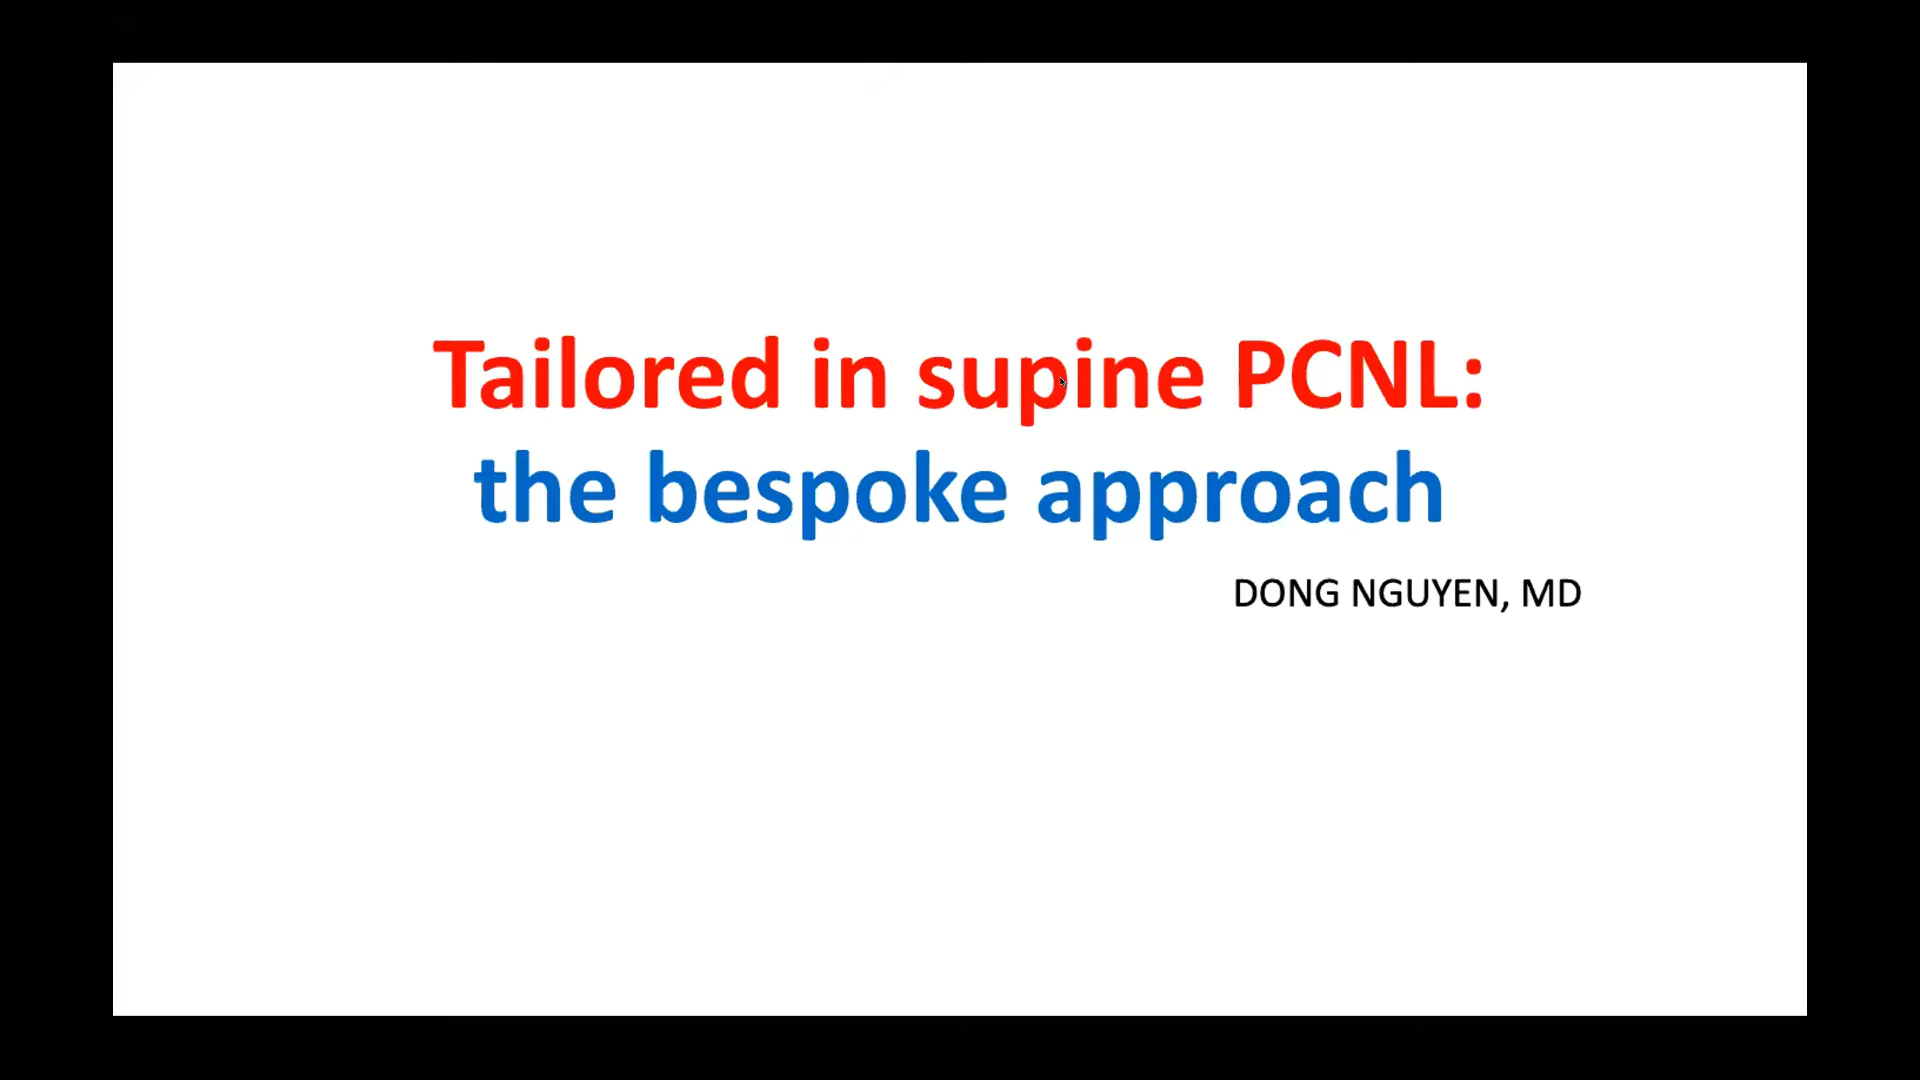 Tailored in supine PCNL:
the bespoke approach
DONG NGUYEN, MD